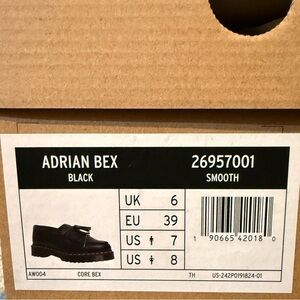 ADRIAN BEX 26957001
BLACK SMOOTH
UK 6
EU 39
US 7
US 8
1 90665 42018 0
AW004 CORE BEX TH US-242P0191824-01